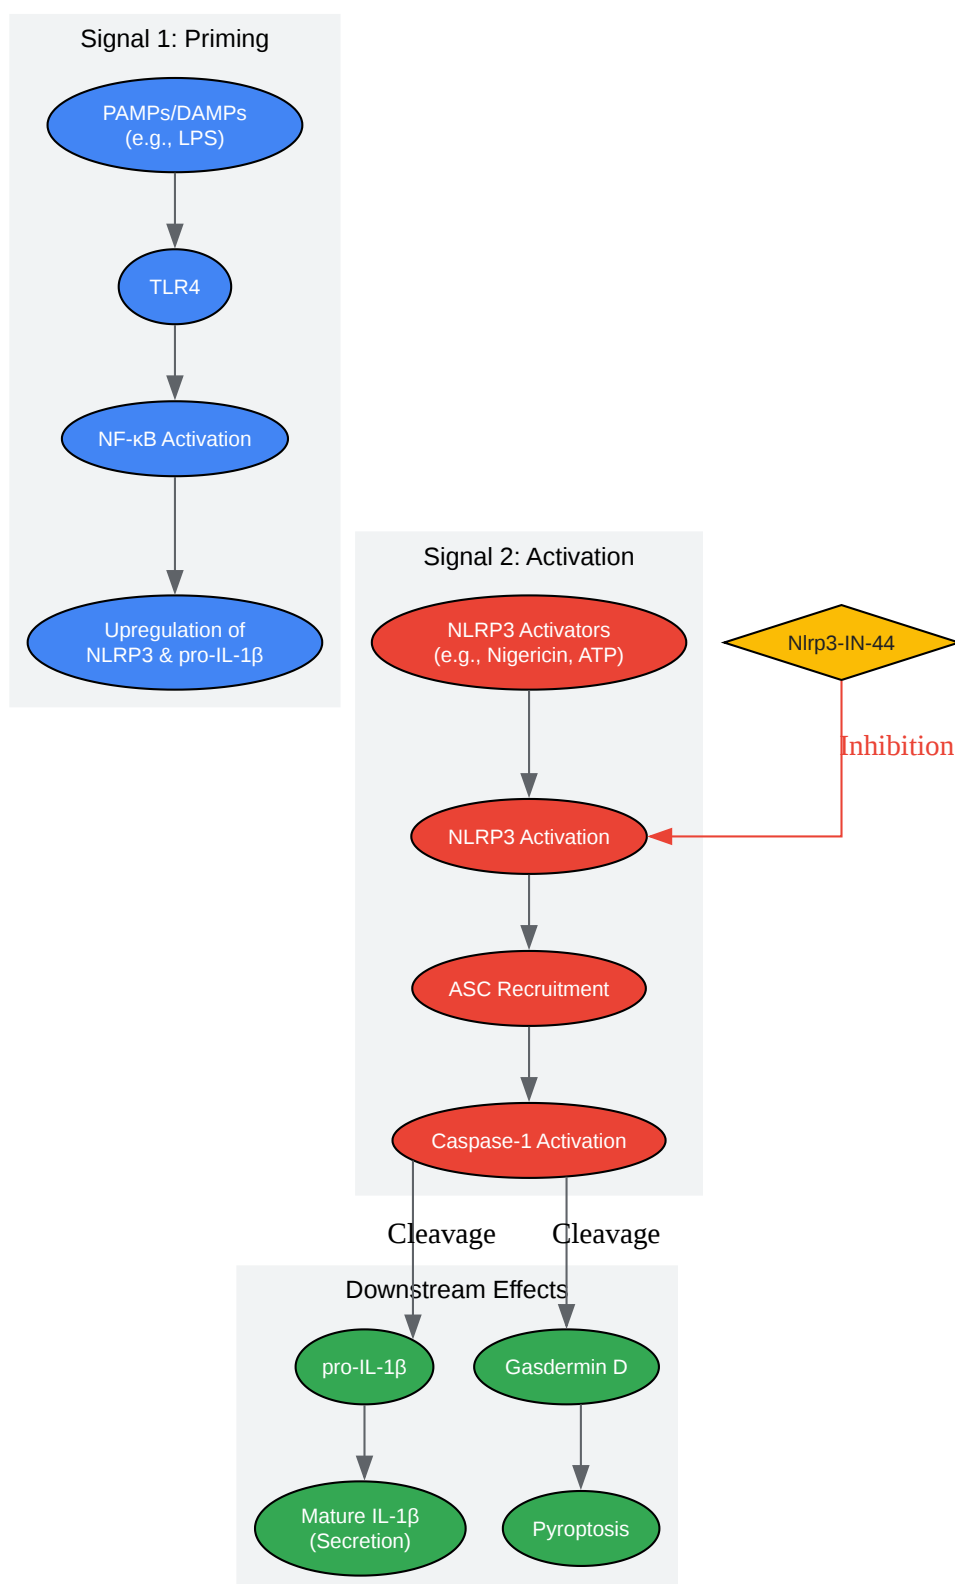 Signal 1: Priming
PAMPs/DAMPs
(e.g., LPS)
TLR4
NF-κB Activation
Upregulation of
NLRP3 & pro-IL-1β
Signal 2: Activation
NLRP3 Activators
(e.g., Nigericin, ATP)
Nlrp3-IN-44
Inhibition
NLRP3 Activation
ASC Recruitment
Caspase-1 Activation
Cleavage
Cleavage
Downstream Effects
pro-IL-1β
Gasdermin D
Mature IL-1β
(Secretion)
Pyroptosis